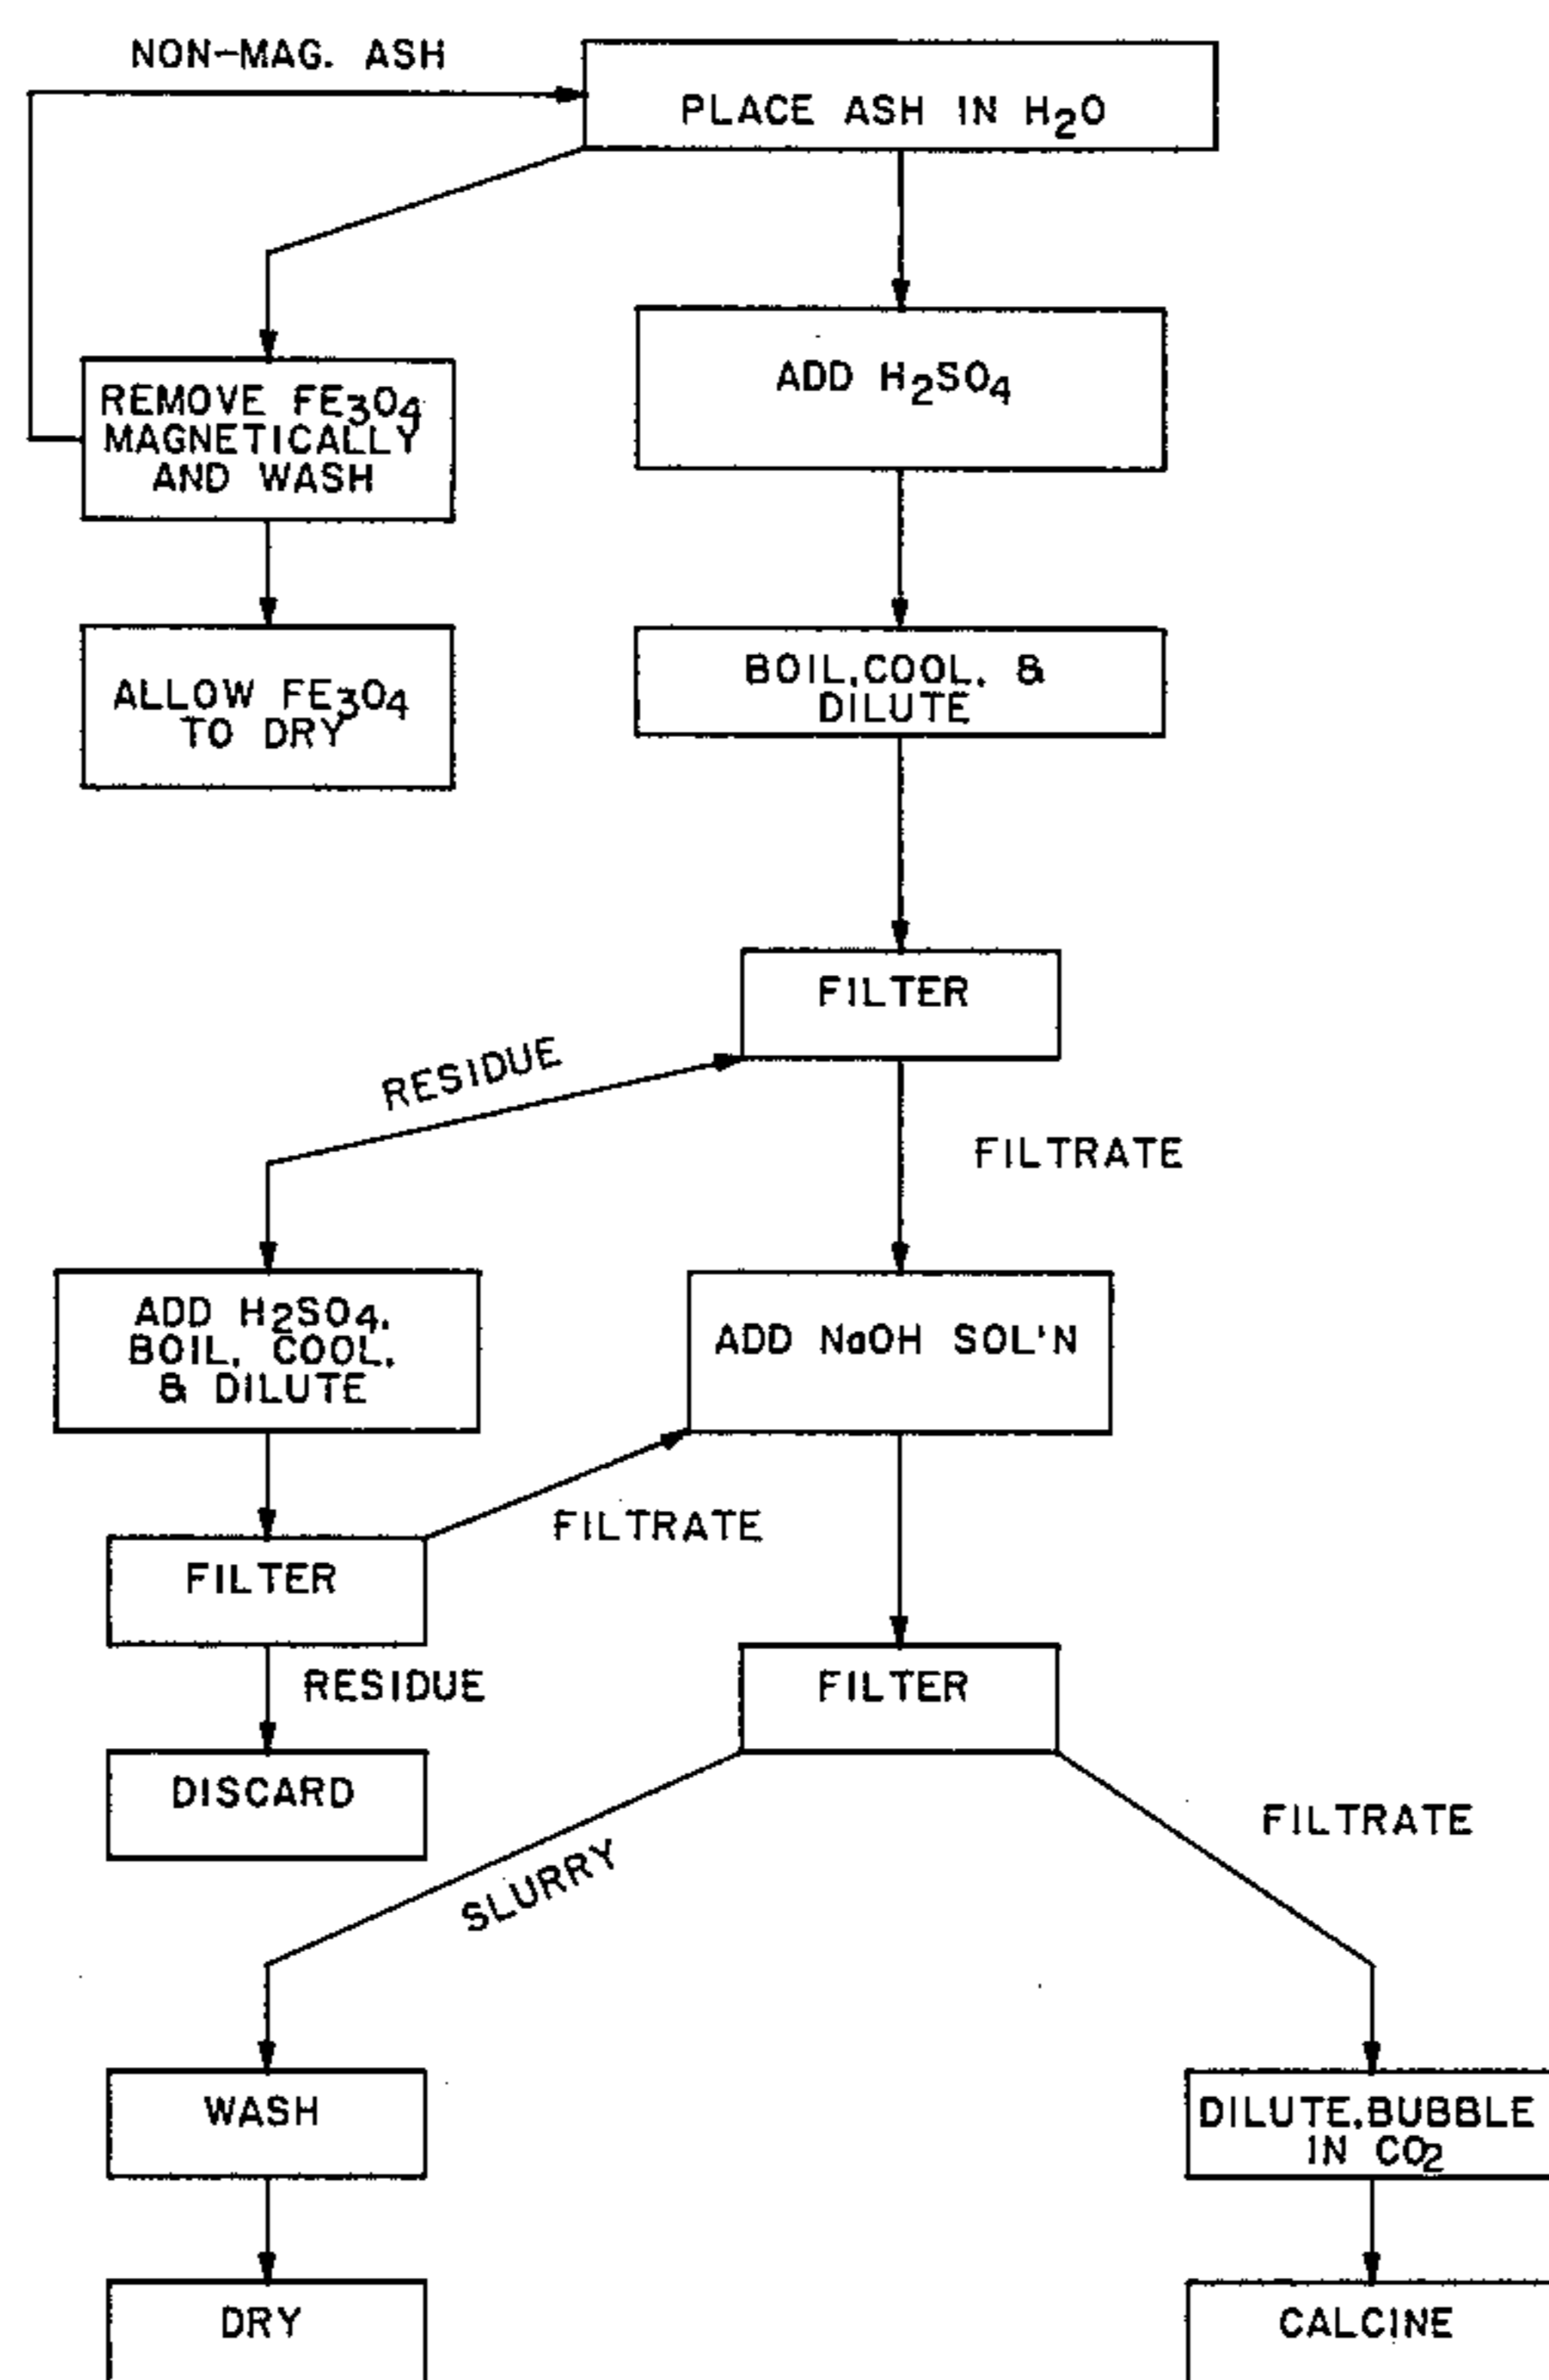 NON-MAG. ASH
PLACE ASH IN H2O
REMOVE FE3O4
MAGNETICALLY
AND WASH
ADD H2SO4
ALLOW FE3O4
TO DRY
BOIL, COOL, &
DILUTE
FILTER
RESIDUE
FILTRATE
ADD H2SO4,
BOIL, COOL,
& DILUTE
ADD NaOH SOL'N
FILTRATE
FILTER
RESIDUE
FILTER
DISCARD
SLURRY
FILTRATE
WASH
DILUTE, BUBBLE
IN CO2
DRY
CALCINE